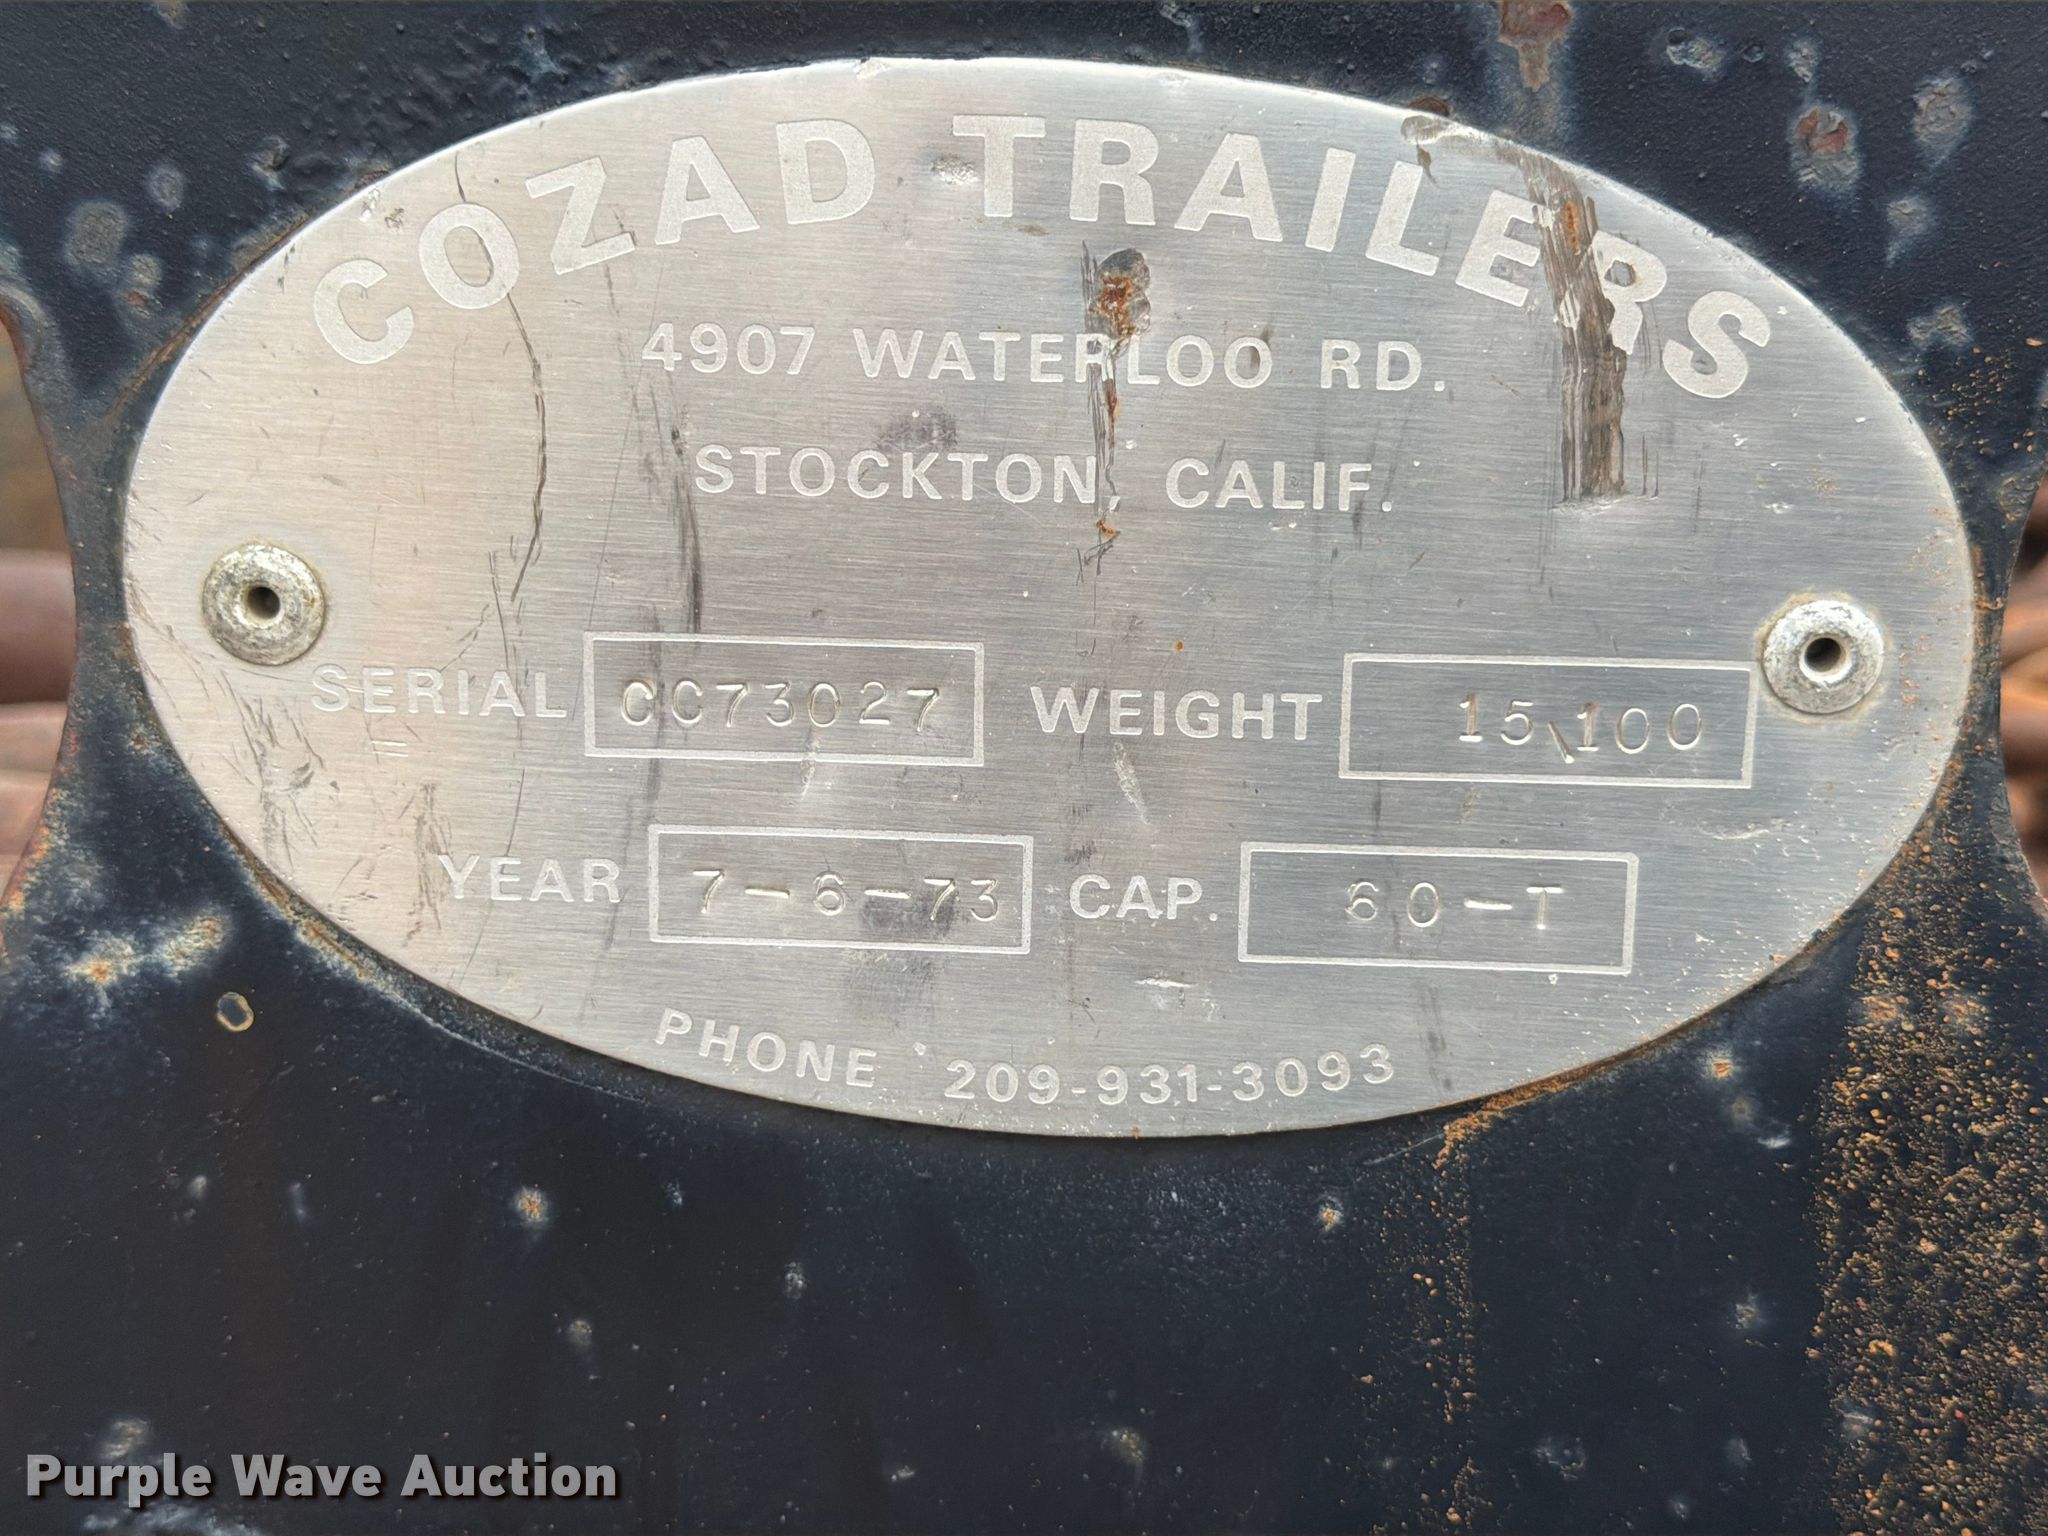 COZAD TRAILERS
4907 WATERLOO RD.
STOCKTON, CALIF.
SERIAL CC73027 WEIGHT 15,100
YEAR 7-6-73 CAP. 60-T
PHONE 209-931-3093
Purple Wave Auction